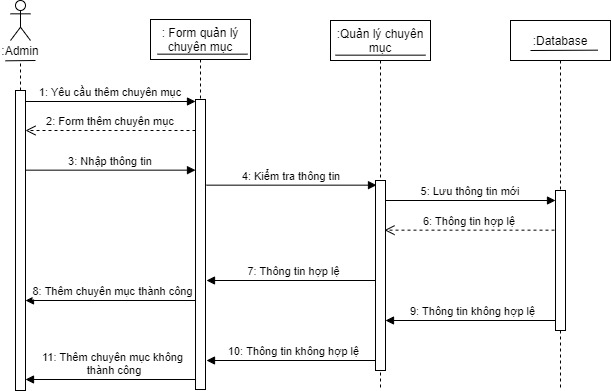 : Form quản lý
chuyên mục
:Quản lý chuyên
mục
:Database
:Admin
1: Yêu cầu thêm chuyên mục
2: Form thêm chuyên mục
3: Nhập thông tin
4: Kiểm tra thông tin
5: Lưu thông tin mới
6: Thông tin hợp lệ
7: Thông tin hợp lệ
8: Thêm chuyên mục thành công
9: Thông tin không hợp lệ
10: Thông tin không hợp lệ
11: Thêm chuyên mục không
thành công